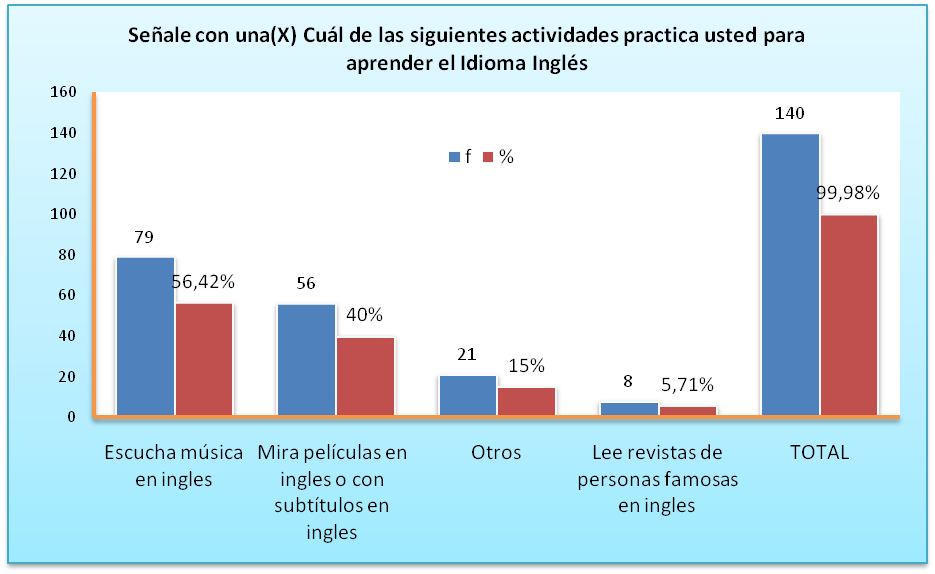 Señale con una(X) Cuál de las siguientes actividades practica usted para
aprender el Idioma Inglés
160
140
120
100
80
60
40
20
0
f
%
79
56,42%
56
40%
21
15%
8
5,71%
140
99,98%
Escucha música
en ingles
Mira películas en
ingles o con
subtítulos en
ingles
Otros
Lee revistas de
personas famosas
en ingles
TOTAL